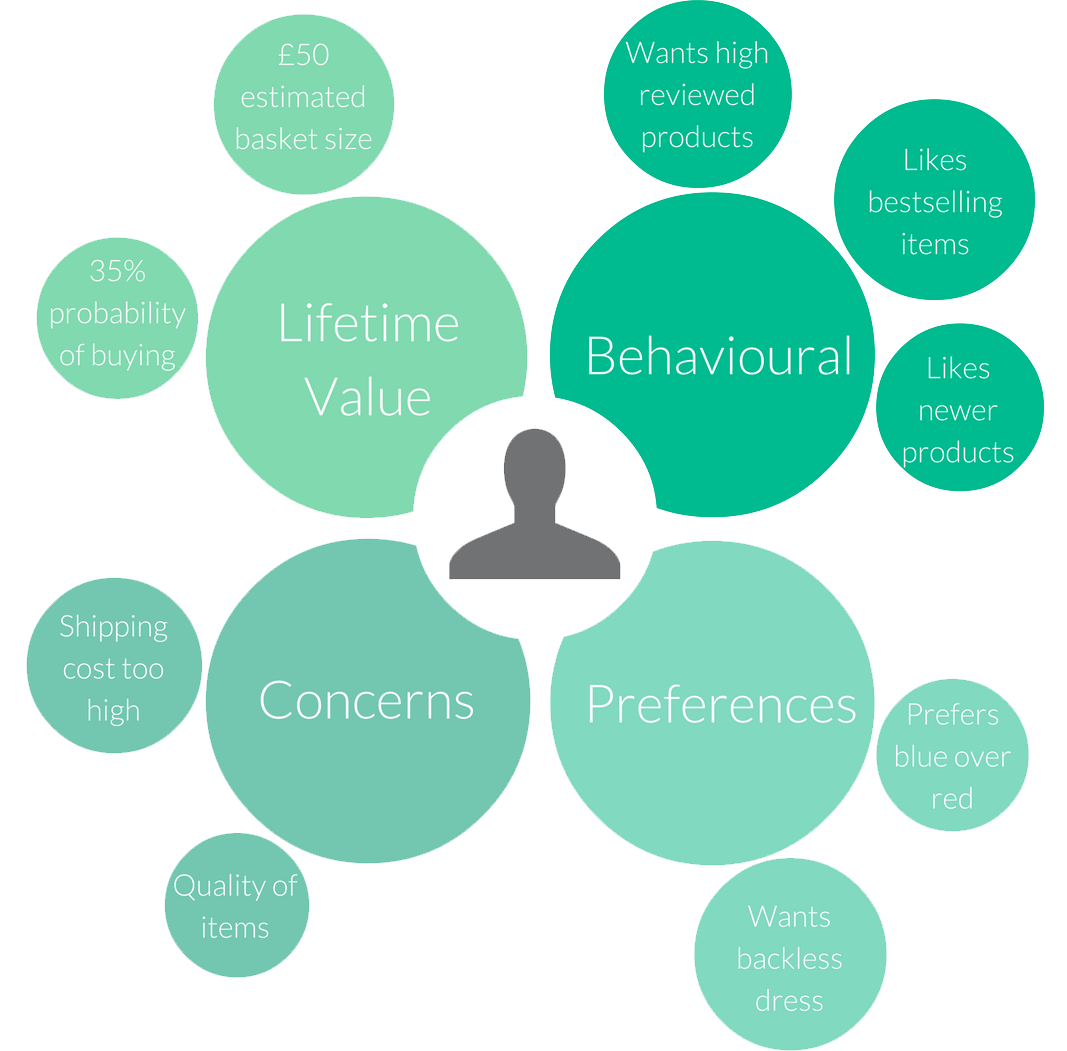 £50
estimated
basket size
35%
probability
of buying
Lifetime
Value
Wants high
reviewed
products
Likes
bestselling
items
Likes
newer
products
Behavioural
Shipping
cost too
high
Quality of
items
Concerns
Preferences
Prefers
blue over
red
Wants
backless
dress